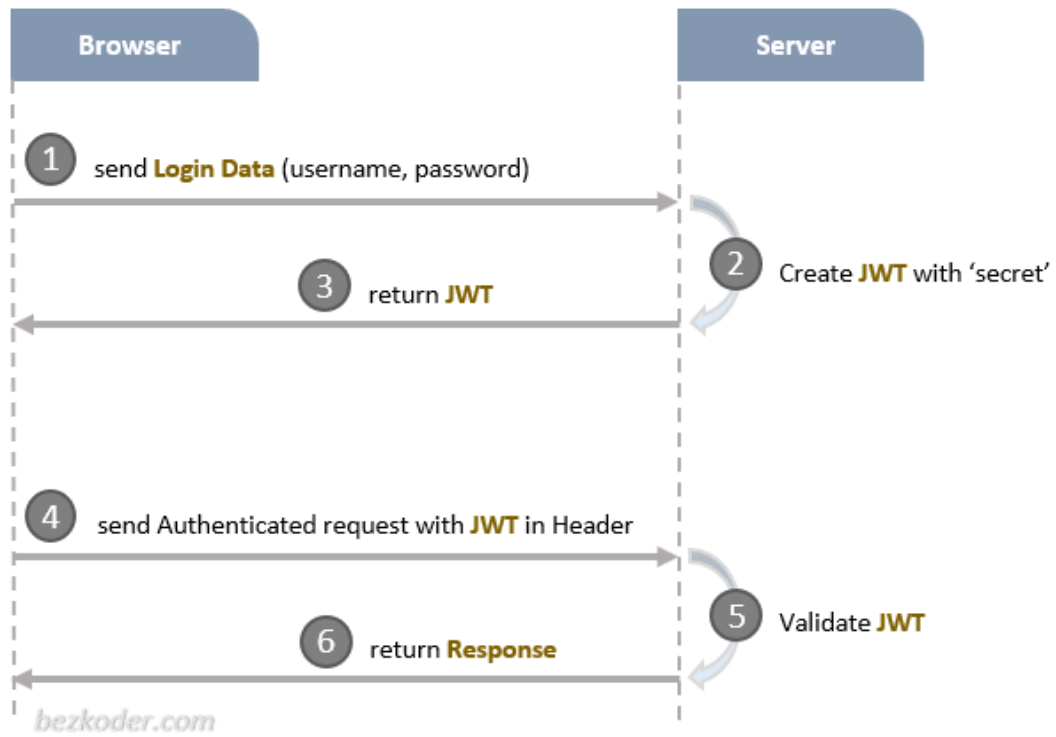 Browser
Server
1
send Login Data (username, password)
2
Create JWT with ‘secret’
3
return JWT
4
send Authenticated request with JWT in Header
5
Validate JWT
6
return Response
bezkoder.com